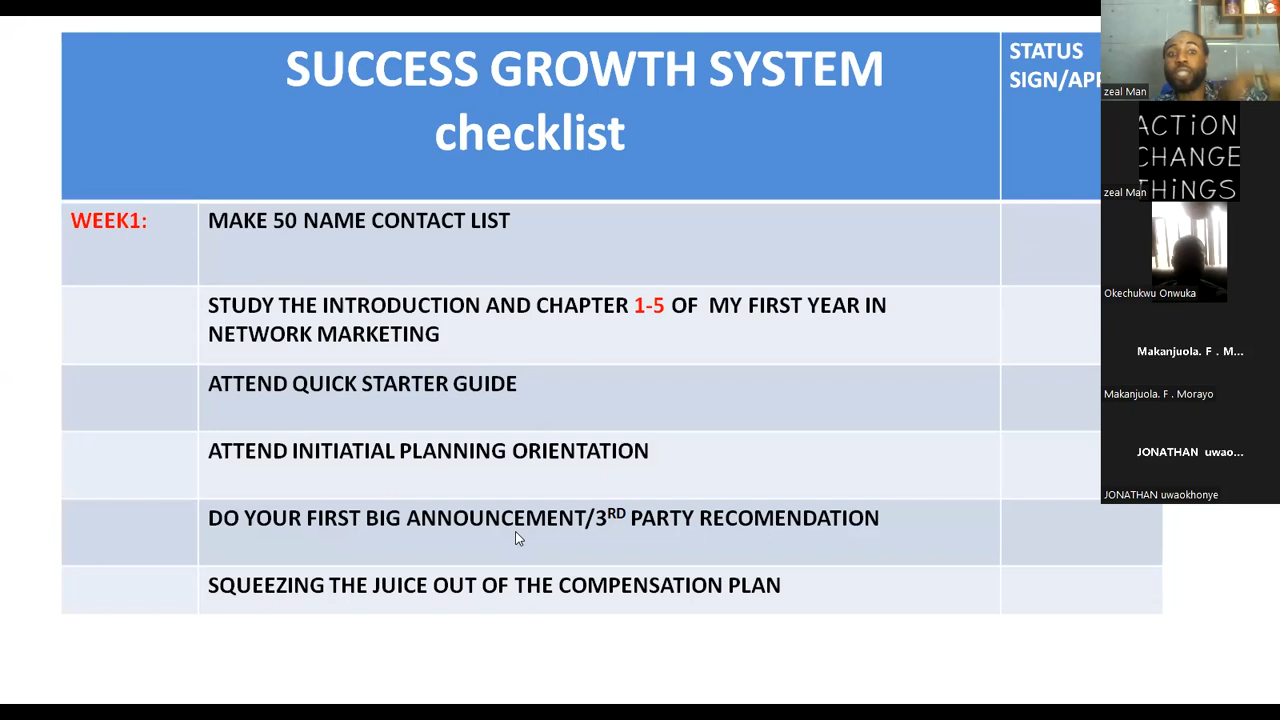 SUCCESS GROWTH SYSTEM
checklist
STATUS
SIGN/APP
WEEK1:
MAKE 50 NAME CONTACT LIST
STUDY THE INTRODUCTION AND CHAPTER 1-5 OF MY FIRST YEAR IN
NETWORK MARKETING
ATTEND QUICK STARTER GUIDE
ATTEND INITIATIAL PLANNING ORIENTATION
DO YOUR FIRST BIG ANNOUNCEMENT/3RD PARTY RECOMENDATION
SQUEEZING THE JUICE OUT OF THE COMPENSATION PLAN
zeal Man
ACTiON
CHANGE
THiNGS
zeal Man
Okechukwu Onwuka
Makanjuola. F . M...
Makanjuola. F . Morayo
JONATHAN uwao...
JONATHAN uwaokhonye